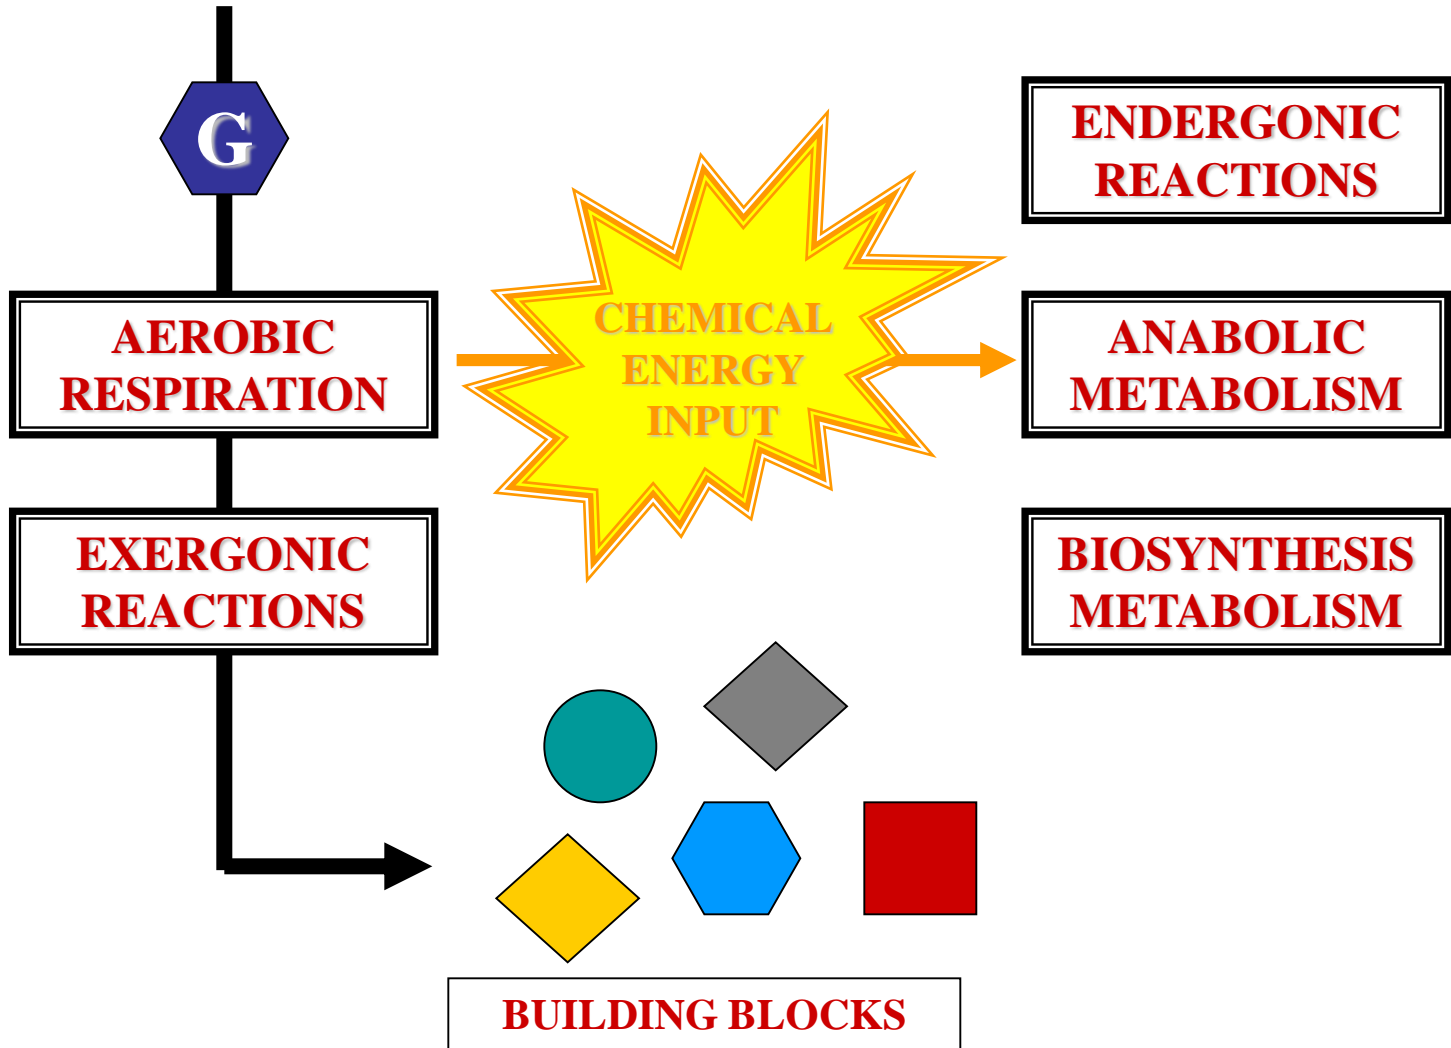 G
AEROBIC
RESPIRATION
EXERGONIC
REACTIONS
CHEMICAL
ENERGY
INPUT
ENDERGONIC
REACTIONS
ANABOLIC
METABOLISM
BIOSYNTHESIS
METABOLISM
BUILDING BLOCKS